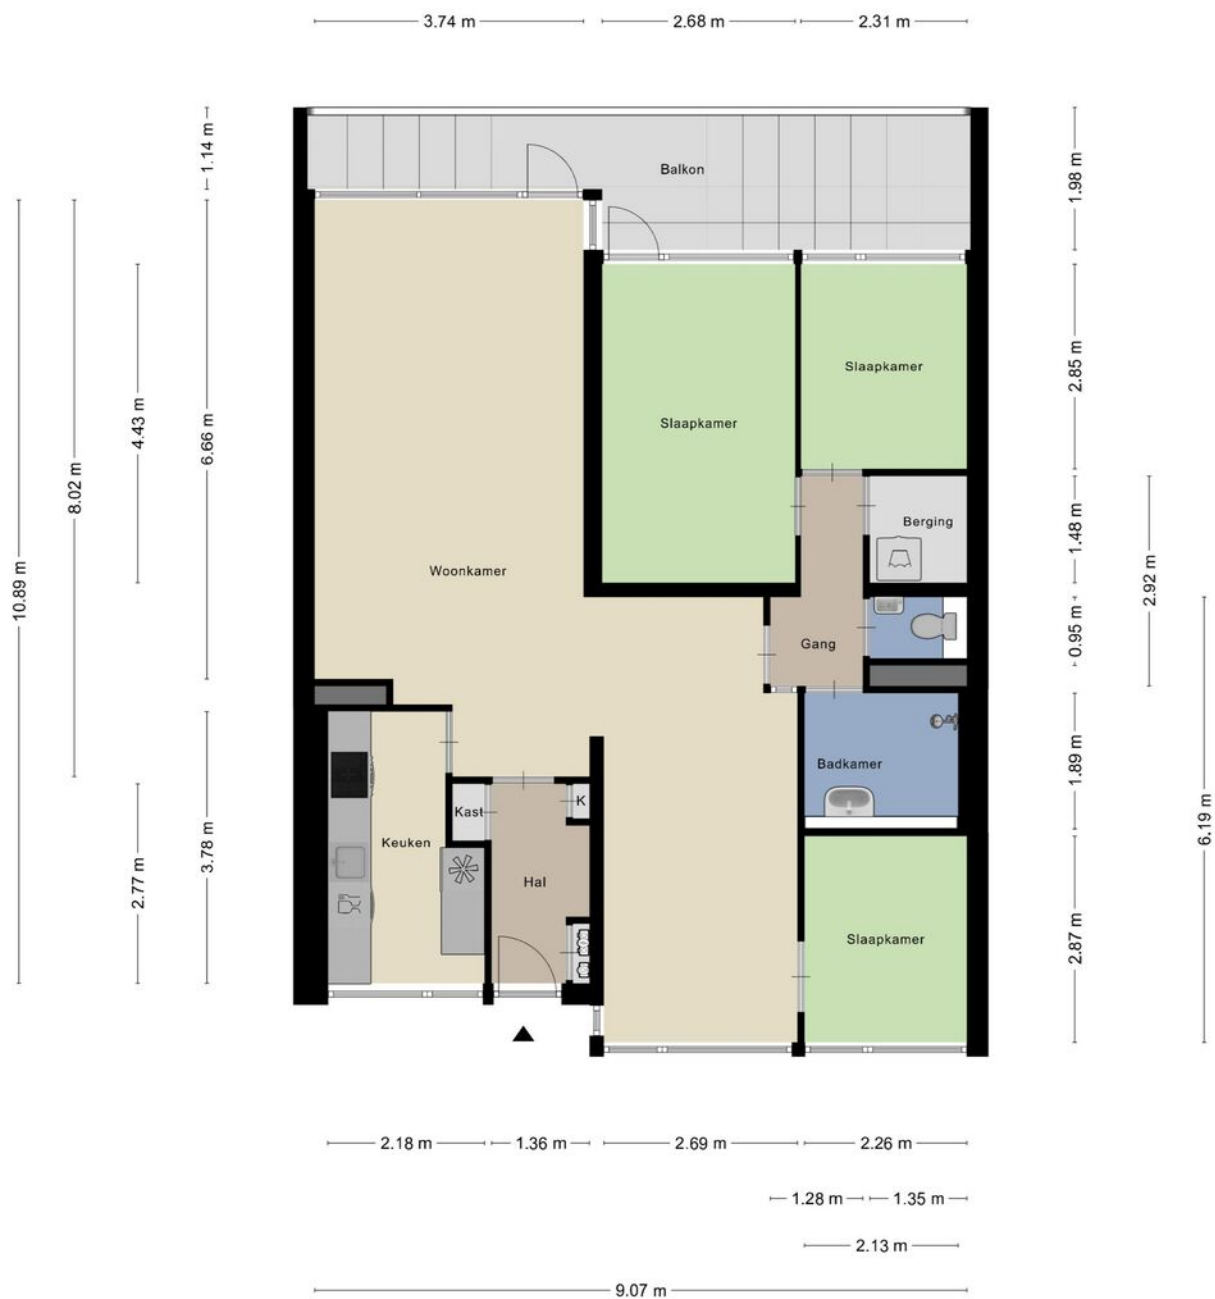 3.74 m
2.68 m
2.31 m
1.14 m
1.98 m
Balkon
10.89 m
8.02 m
4.43 m
6.66 m
2.85 m
Slaapkamer
Slaapkamer
Woonkamer
Berging
1.48 m
2.92 m
Gang
0.95 m
Badkamer
1.89 m
6.19 m
Kast
K
Keuken
Hal
2.77 m
3.78 m
Slaapkamer
2.87 m
2.18 m
1.36 m
2.69 m
2.26 m
1.28 m
1.35 m
2.13 m
9.07 m